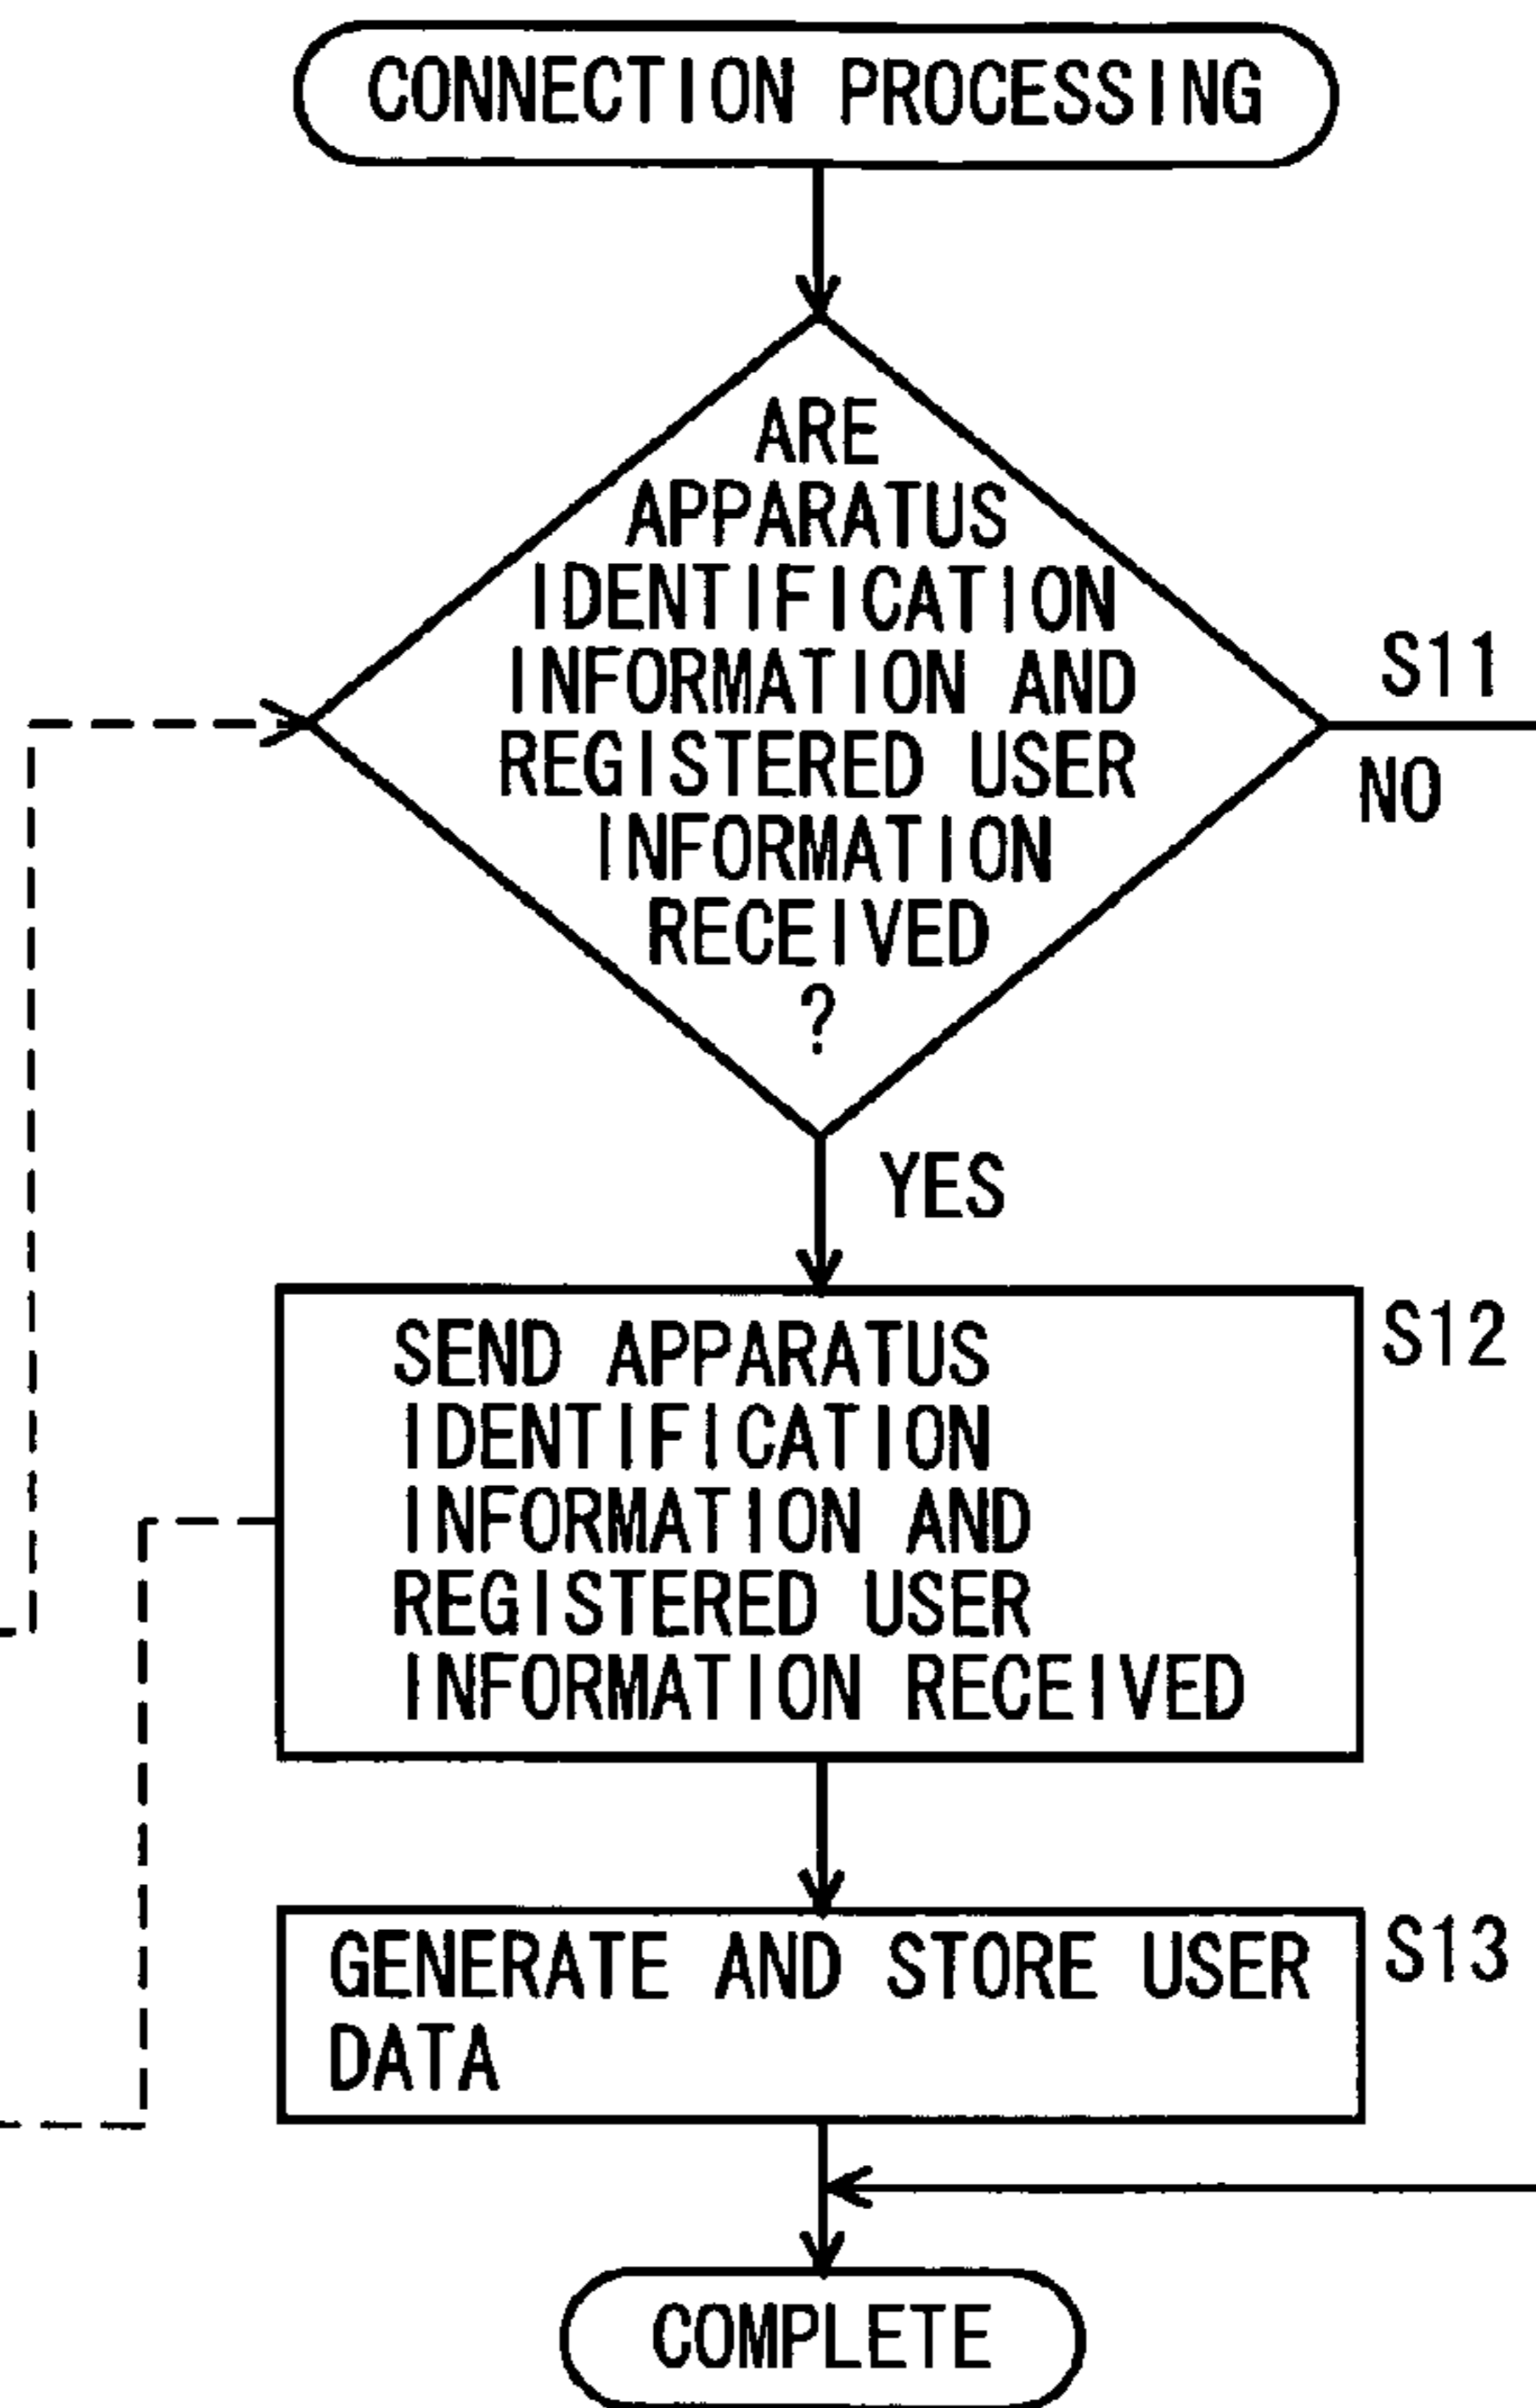 CONNECTION PROCESSING
ARE
APPARATUS
IDENTIFICATION
INFORMATION AND
REGISTERED USER
INFORMATION
RECEIVED
?
S11
NO
YES
SEND APPARATUS
IDENTIFICATION
INFORMATION AND
REGISTERED USER
INFORMATION RECEIVED
S12
GENERATE AND STORE USER
DATA
S13
COMPLETE